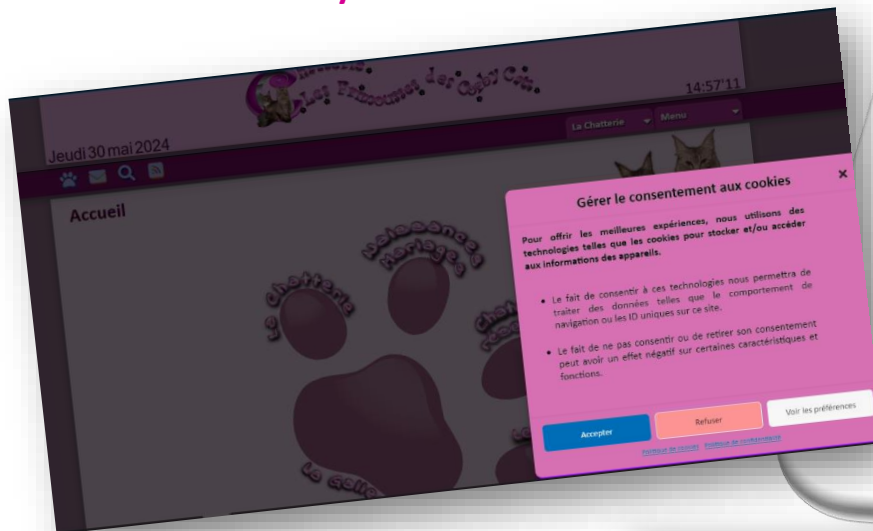 Chatterie
Les Frimousses des Cosby Cats
Jeudi 30 mai 2024
14:57'11
La Chatterie
Menu
Accueil
La Chatterie
Naissances
Mariages
La Galerie
Gérer le consentement aux cookies
Pour offrir les meilleures expériences, nous utilisons des
technologies telles que les cookies pour stocker et/ou accéder
aux informations des appareils.
• Le fait de consentir à ces technologies nous permettra de
traiter des données telles que le comportement de
navigation ou les ID uniques sur ce site.
• Le fait de ne pas consentir ou de retirer son consentement
peut avoir un effet négatif sur certaines caractéristiques et
fonctions.
Accepter
Refuser
Voir les préférences
Politique de cookies Politique de confidentialité